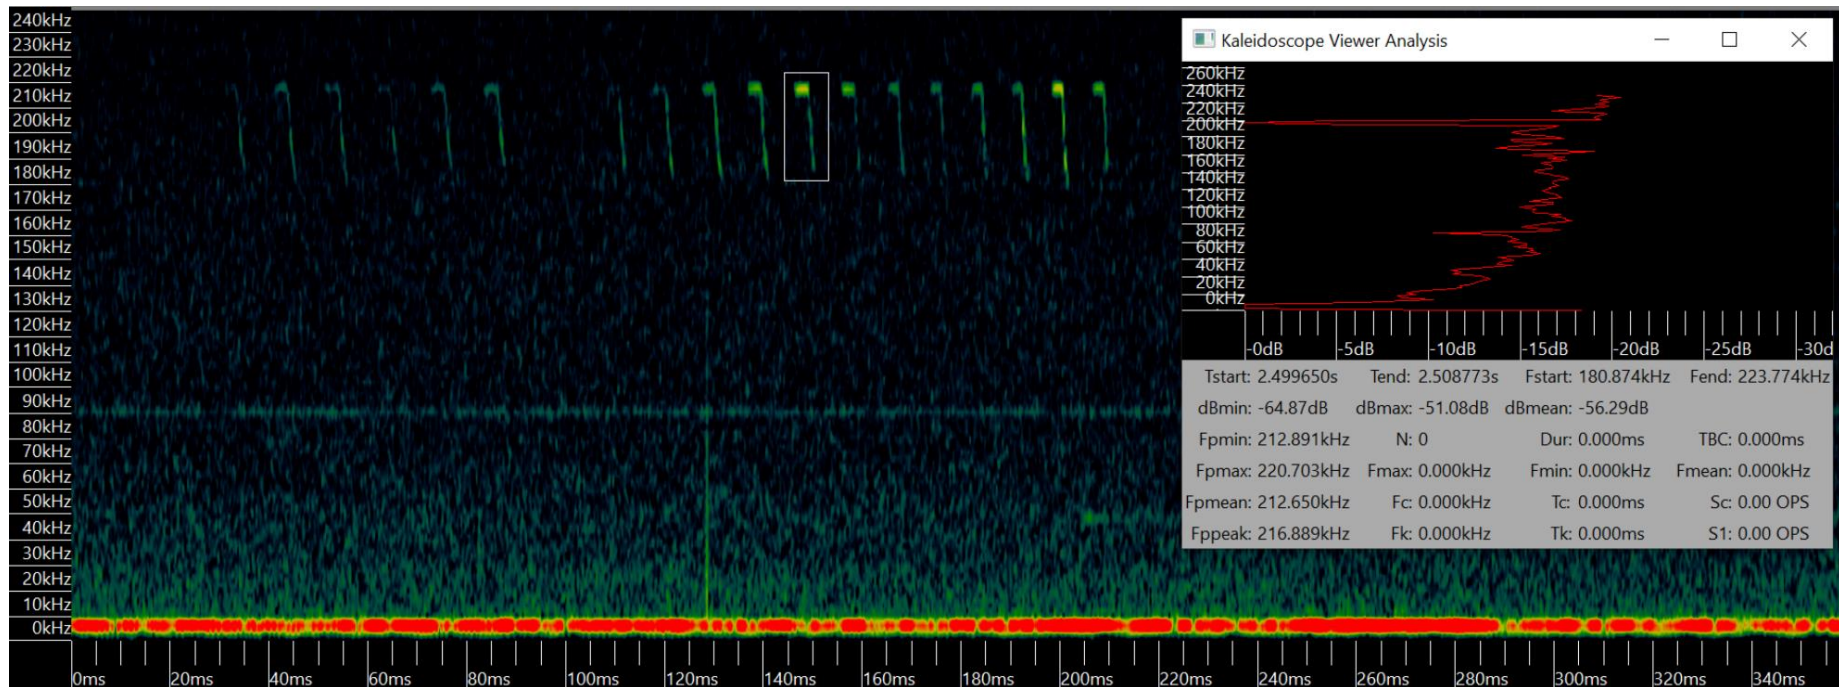 240kHz
230kHz
220kHz
210kHz
200kHz
190kHz
180kHz
170kHz
160kHz
150kHz
140kHz
130kHz
120kHz
110kHz
100kHz
90kHz
80kHz
70kHz
60kHz
50kHz
40kHz
30kHz
20kHz
10kHz
0kHz
0ms 20ms 40ms 60ms 80ms 100ms 120ms 140ms 160ms 180ms 200ms 220ms 240ms 260ms 280ms 300ms 320ms 340ms
Kaleidoscope Viewer Analysis
260kHz
240kHz
220kHz
200kHz
180kHz
160kHz
140kHz
120kHz
100kHz
80kHz
60kHz
40kHz
20kHz
0kHz
-0dB -5dB -10dB -15dB -20dB -25dB -30d
Tstart: 2.499650s Tend: 2.508773s Fstart: 180.874kHz Fend: 223.774kHz
dBmin: -64.87dB dBmax: -51.08dB dBmean: -56.29dB
Fpmin: 212.891kHz N: 0 Dur: 0.000ms TBC: 0.000ms
Fpmax: 220.703kHz Fmax: 0.000kHz Fmin: 0.000kHz Fmean: 0.000kHz
Fpmean: 212.650kHz Fc: 0.000kHz Tc: 0.000ms Sc: 0.00 OPS
Fppeak: 216.889kHz Fk: 0.000kHz Tk: 0.000ms S1: 0.00 OPS